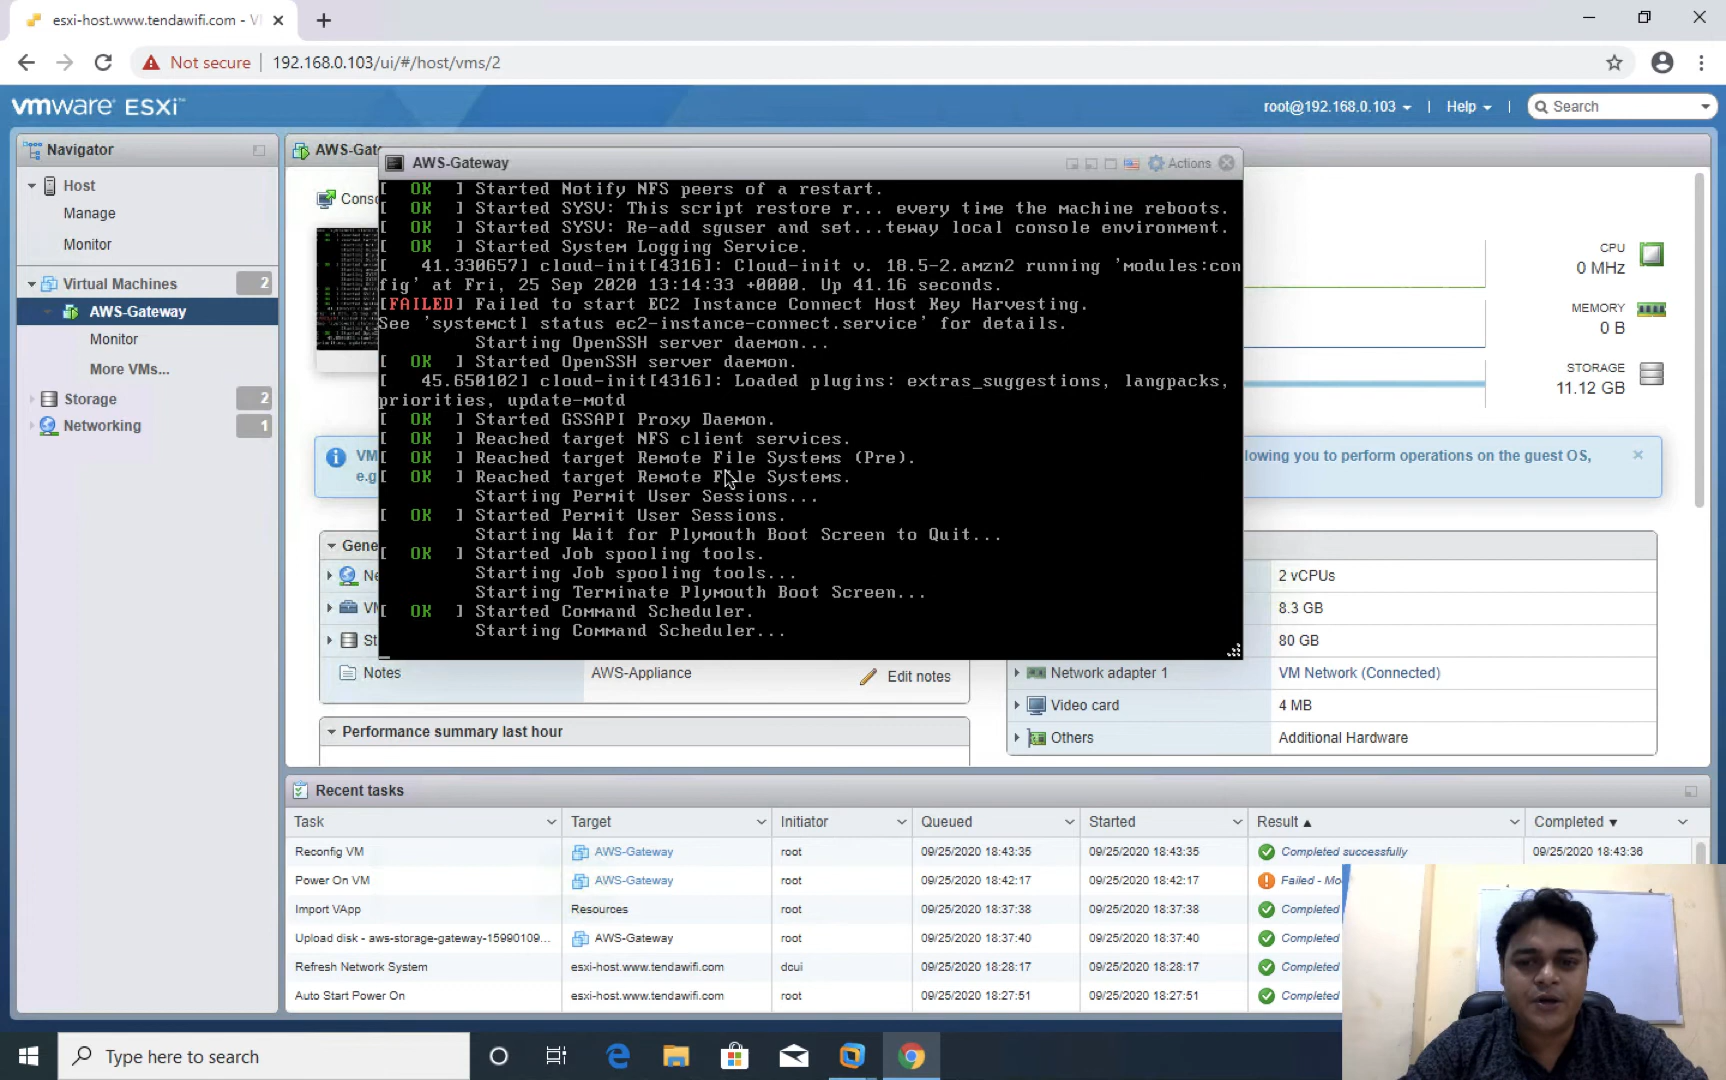 esxi-host.www.tendawifi.com - V
Not secure
192.168.0.103/ui/#/host/vms/2
vmware ESXi™
root@192.168.0.103
Help
Search
Navigator
Host
Manage
Monitor
Virtual Machines
2
AWS-Gateway
Monitor
More VMs...
Storage
2
Networking
1
AWS-Gate
Conso
AWS-Gateway
Actions
[ OK ] Started Notify NFS peers of a restart.
[ OK ] Started SYSV: This script restore r... every time the machine reboots.
[ OK ] Started SYSV: Re-add sguser and set...teway local console environment.
[ OK ] Started System Logging Service.
[ 41.330657] cloud-init[4316]: Cloud-init v. 18.5-2.amzn2 running 'modules:con
fig' at Fri, 25 Sep 2020 13:14:33 +0000. Up 41.16 seconds.
[FAILED] Failed to start EC2 Instance Connect Host Key Harvesting.
See 'systemctl status ec2-instance-connect.service' for details.
Starting OpenSSH server daemon...
[ OK ] Started OpenSSH server daemon.
[ 45.650102] cloud-init[4316]: Loaded plugins: extras_suggestions, langpacks,
priorities, update-motd
[ OK ] Started GSSAPI Proxy Daemon.
[ OK ] Reached target NFS client services.
[ OK ] Reached target Remote File Systems (Pre).
[ OK ] Reached target Remote File Systems.
Starting Permit User Sessions...
[ OK ] Started Permit User Sessions.
Starting Wait for Plymouth Boot Screen to Quit...
[ OK ] Started Job spooling tools.
Starting Job spooling tools...
Starting Terminate Plymouth Boot Screen...
[ OK ] Started Command Scheduler.
Starting Command Scheduler...
CPU
0 MHz
MEMORY
0 B
STORAGE
11.12 GB
VM
lowing you to perform operations on the guest OS,
e.g
Gene
Ne
VM
St
Notes
AWS-Appliance
Edit notes
Performance summary last hour
2 vCPUs
8.3 GB
80 GB
Network adapter 1
VM Network (Connected)
Video card
4 MB
Others
Additional Hardware
Recent tasks
Task Target Initiator Queued Started Result ▲ Completed ▼
Reconfig VM AWS-Gateway root 09/25/2020 18:43:35 09/25/2020 18:43:35 Completed successfully 09/25/2020 18:43:36
Power On VM AWS-Gateway root 09/25/2020 18:42:17 09/25/2020 18:42:17 Failed - Mo
Import VApp Resources root 09/25/2020 18:37:38 09/25/2020 18:37:38 Completed
Upload disk - aws-storage-gateway-15990109... AWS-Gateway root 09/25/2020 18:37:40 09/25/2020 18:37:40 Completed
Refresh Network System esxi-host.www.tendawifi.com dcui 09/25/2020 18:28:17 09/25/2020 18:28:17 Completed
Auto Start Power On esxi-host.www.tendawifi.com root 09/25/2020 18:27:51 09/25/2020 18:27:51 Completed
Type here to search